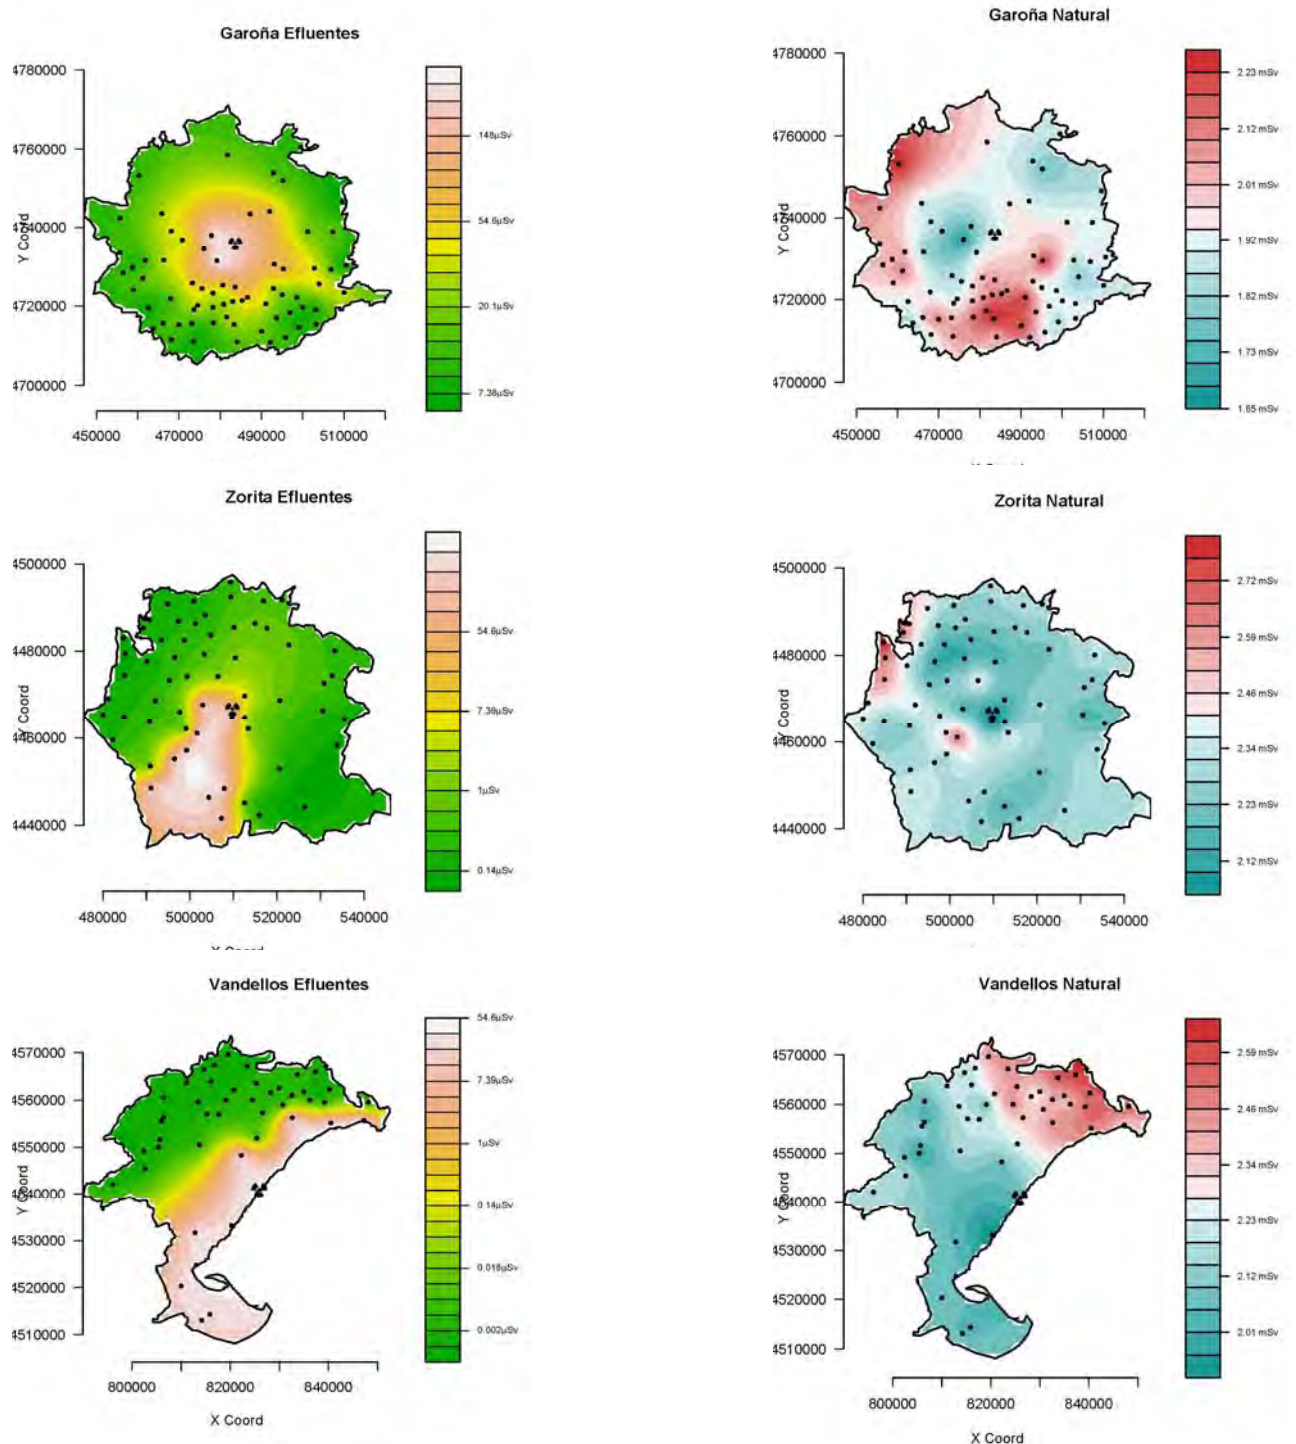 Garoña Efluentes
4780000
4760000
4740000
4720000
4700000
Y Coord
450000 470000 490000 510000
148µSv
54.6µSv
20.1µSv
7.38µSv
Garoña Natural
4780000
4760000
4740000
4720000
4700000
Y Coord
450000 470000 490000 510000
X Coord
2.23 mSv
2.12 mSv
2.01 mSv
1.92 mSv
1.82 mSv
1.73 mSv
1.65 mSv
Zorita Efluentes
4500000
4480000
4460000
4440000
Y Coord
480000 500000 520000 540000
X Coord
54.6µSv
7.39µSv
1µSv
0.14µSv
Zorita Natural
4500000
4480000
4460000
4440000
Y Coord
480000 500000 520000 540000
2.72 mSv
2.59 mSv
2.46 mSv
2.34 mSv
2.23 mSv
2.12 mSv
Vandellos Efluentes
4570000
4560000
4550000
4540000
4530000
4520000
4510000
Y Coord
800000 820000 840000
X Coord
54.6µSv
7.39µSv
1µSv
0.14µSv
0.018µSv
0.002µSv
Vandellos Natural
4570000
4560000
4550000
4540000
4530000
4520000
4510000
Y Coord
800000 820000 840000
X Coord
2.59 mSv
2.46 mSv
2.34 mSv
2.23 mSv
2.12 mSv
2.01 mSv